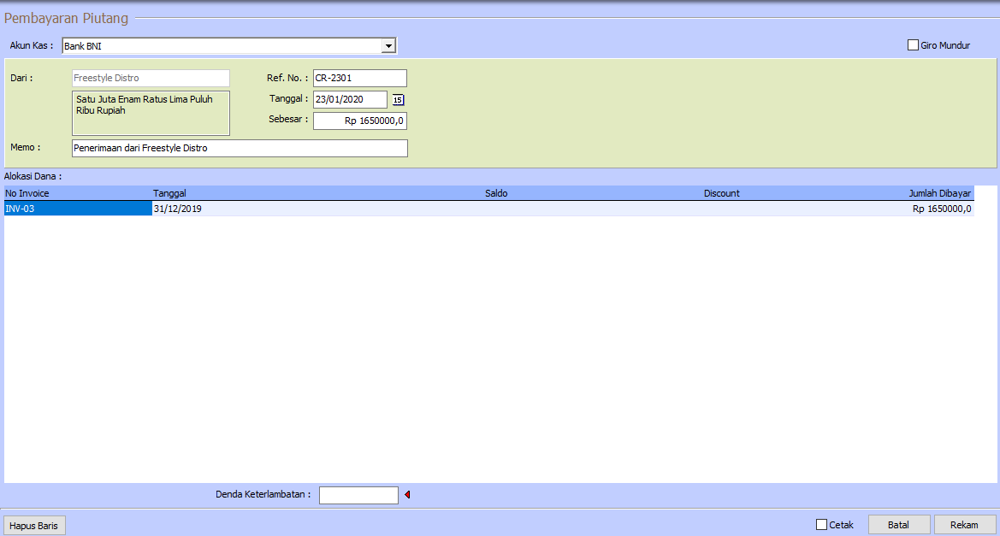 Pembayaran Piutang
Akun Kas :
Bank BNI
Giro Mundur
Dari :
Freestyle Distro
Ref. No. :
CR-2301
Satu Juta Enam Ratus Lima Puluh
Ribu Rupiah
Tanggal :
23/01/2020
15
Sebesar :
Rp 1650000,0
Memo :
Penerimaan dari Freestyle Distro
Alokasi Dana :
No Invoice Tanggal Saldo Discount Jumlah Dibayar
INV-03 31/12/2019 Rp 1650000,0
Denda Keterlambatan :
Hapus Baris
Cetak
Batal
Rekam